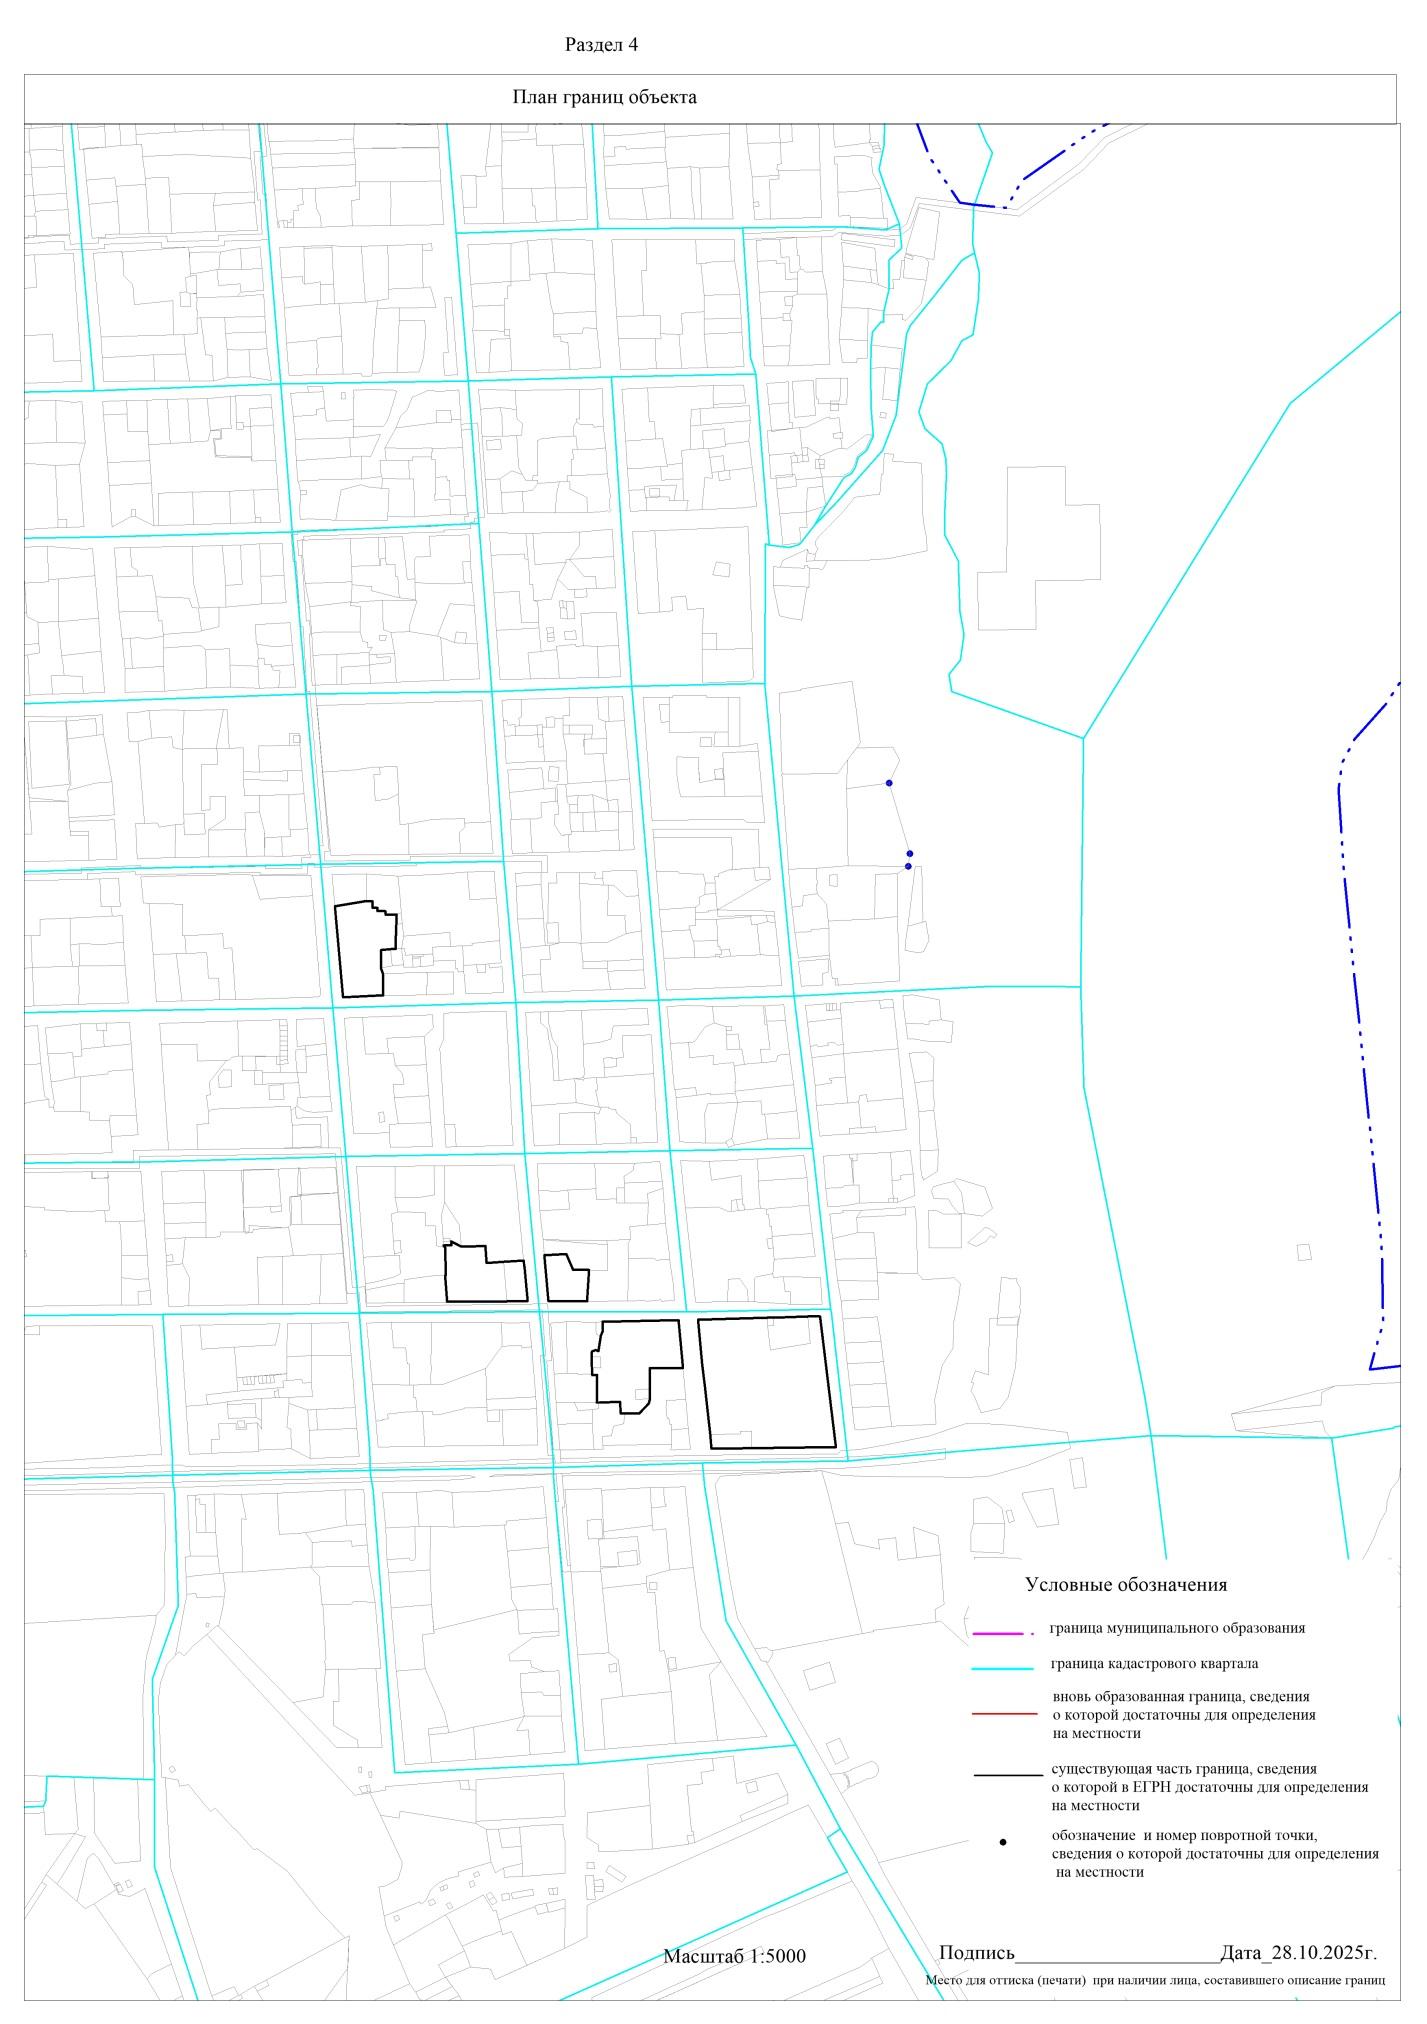 Раздел 4
План границ объекта
Условные обозначения
граница муниципального образования
граница кадастрового квартала
вновь образованная граница, сведения
о которой достаточны для определения
на местности
существующая часть граница, сведения
о которой в ЕГРН достаточны для определения
на местности
обозначение и номер повротной точки,
сведения о которой достаточны для определения
на местности
Масштаб 1:5000
Подпись_____________________Дата_28.10.2025г.
Место для оттиска (печати) при наличии лица, составившего описание границ